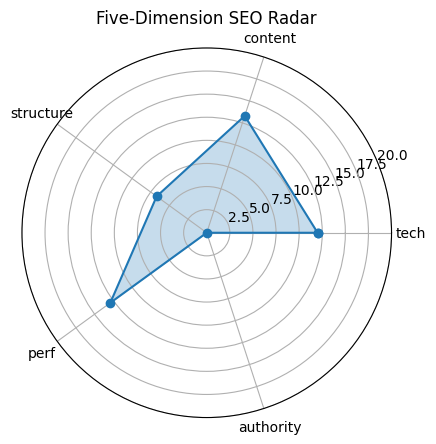 Five-Dimension SEO Radar
content
structure
20.0
17.5
15.0
12.5
10.0
7.5
5.0
2.5
tech
perf
authority